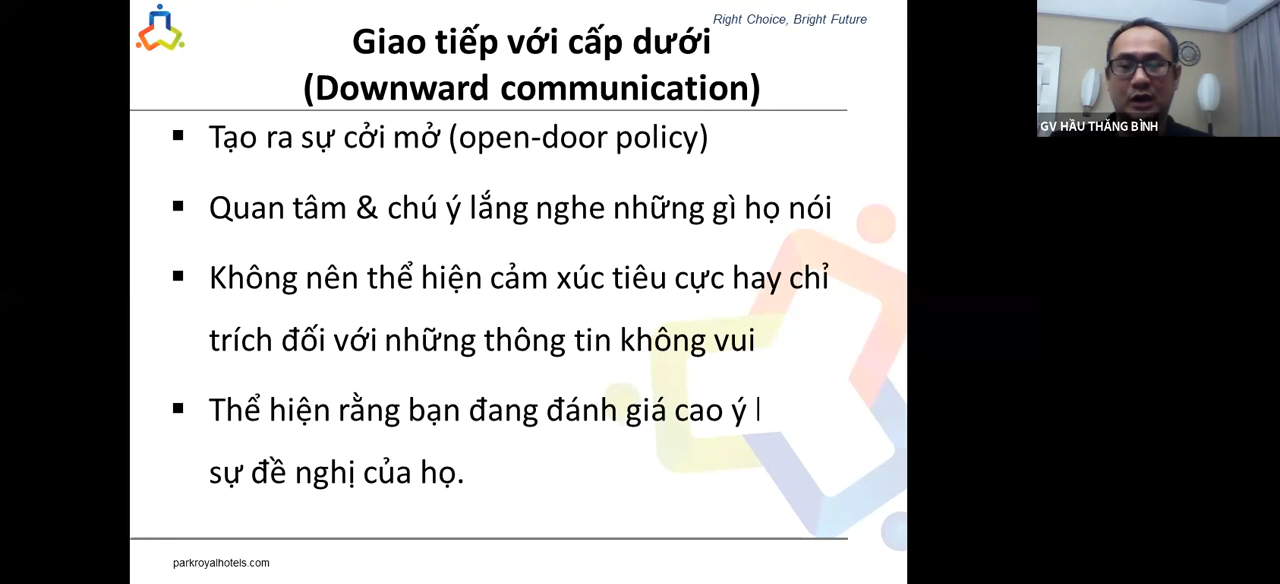 Right Choice, Bright Future
Giao tiếp với cấp dưới
(Downward communication)
▪ Tạo ra sự cởi mở (open-door policy)
▪ Quan tâm & chú ý lắng nghe những gì họ nói
▪ Không nên thể hiện cảm xúc tiêu cực hay chỉ
trích đối với những thông tin không vui
▪ Thể hiện rằng bạn đang đánh giá cao ý
sự đề nghị của họ.
parkroyalhotels.com
GV HẦU THĂNG BÌNH